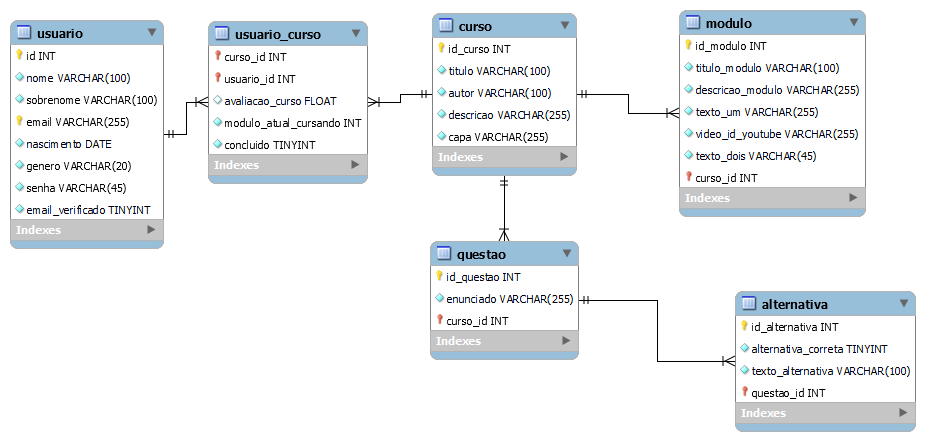 usuario
id INT
nome VARCHAR(100)
sobrenome VARCHAR(100)
email VARCHAR(255)
nascimento DATE
genero VARCHAR(20)
senha VARCHAR(45)
email_verificado TINYINT
Indexes
usuario_curso
curso_id INT
usuario_id INT
avaliacao_curso FLOAT
modulo_atual_cursando INT
concluido TINYINT
Indexes
curso
id_curso INT
titulo VARCHAR(100)
autor VARCHAR(100)
descricao VARCHAR(255)
capa VARCHAR(255)
Indexes
modulo
id_modulo INT
titulo_modulo VARCHAR(100)
descricao_modulo VARCHAR(255)
texto_um VARCHAR(255)
video_id_youtube VARCHAR(255)
texto_dois VARCHAR(45)
curso_id INT
Indexes
questao
id_questao INT
enunciado VARCHAR(255)
curso_id INT
Indexes
alternativa
id_alternativa INT
alternativa_correta TINYINT
texto_alternativa VARCHAR(100)
questao_id INT
Indexes